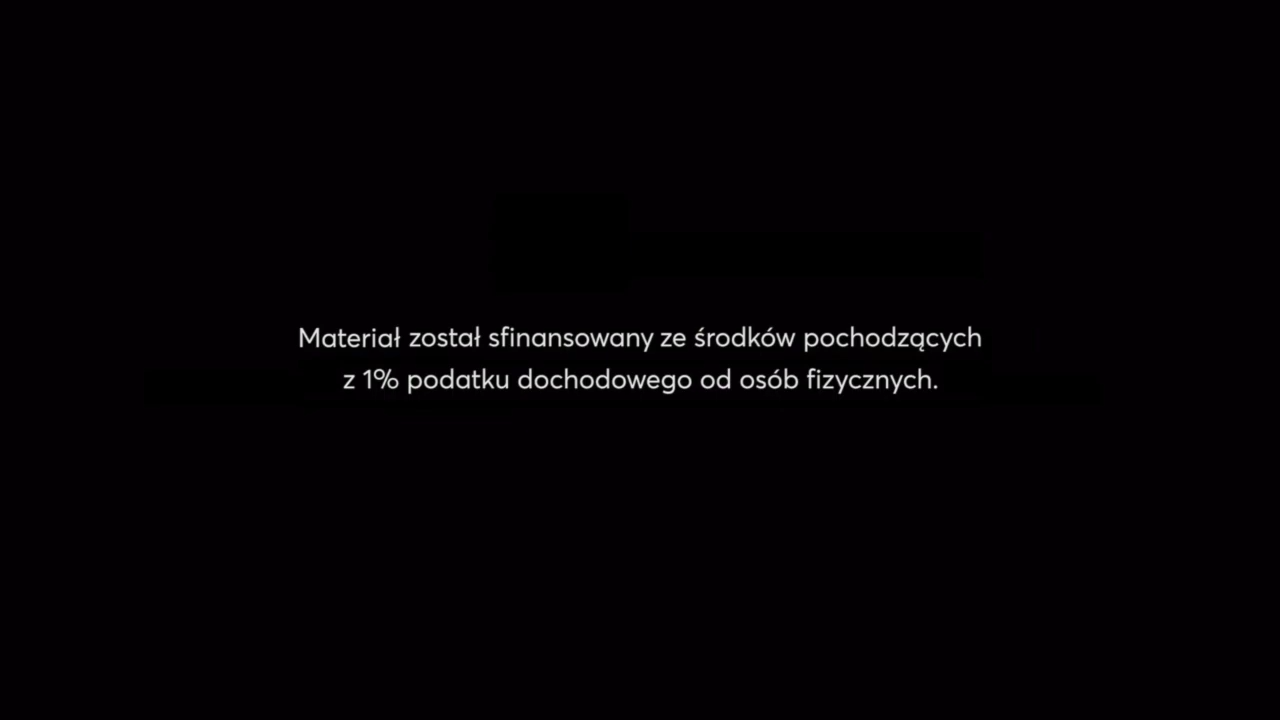 Materiał został sfinansowany ze środków pochodzących
z 1% podatku dochodowego od osób fizycznych.